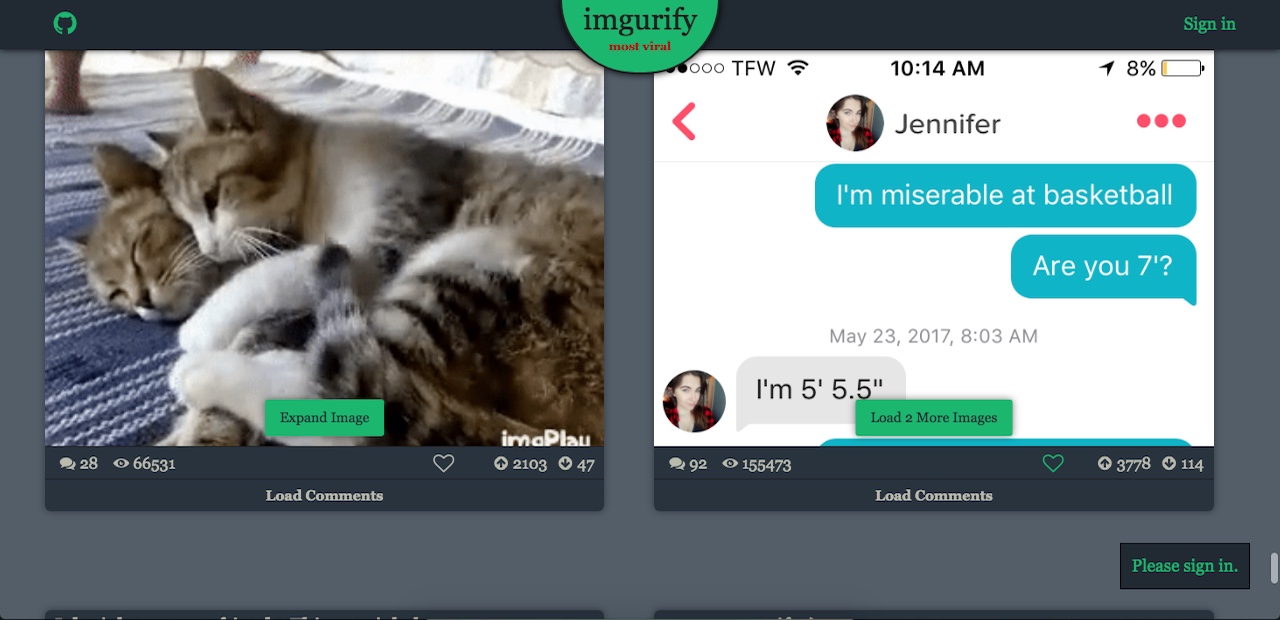 imgurify
most viral
Sign in
TFW
10:14 AM
8%
Jennifer
I'm miserable at basketball
Are you 7'?
May 23, 2017, 8:03 AM
I'm 5' 5.5"
Expand Image
imgPlay
Load 2 More Images
28 66531 2103 47
92 155473 3778 114
Load Comments
Load Comments
Please sign in.